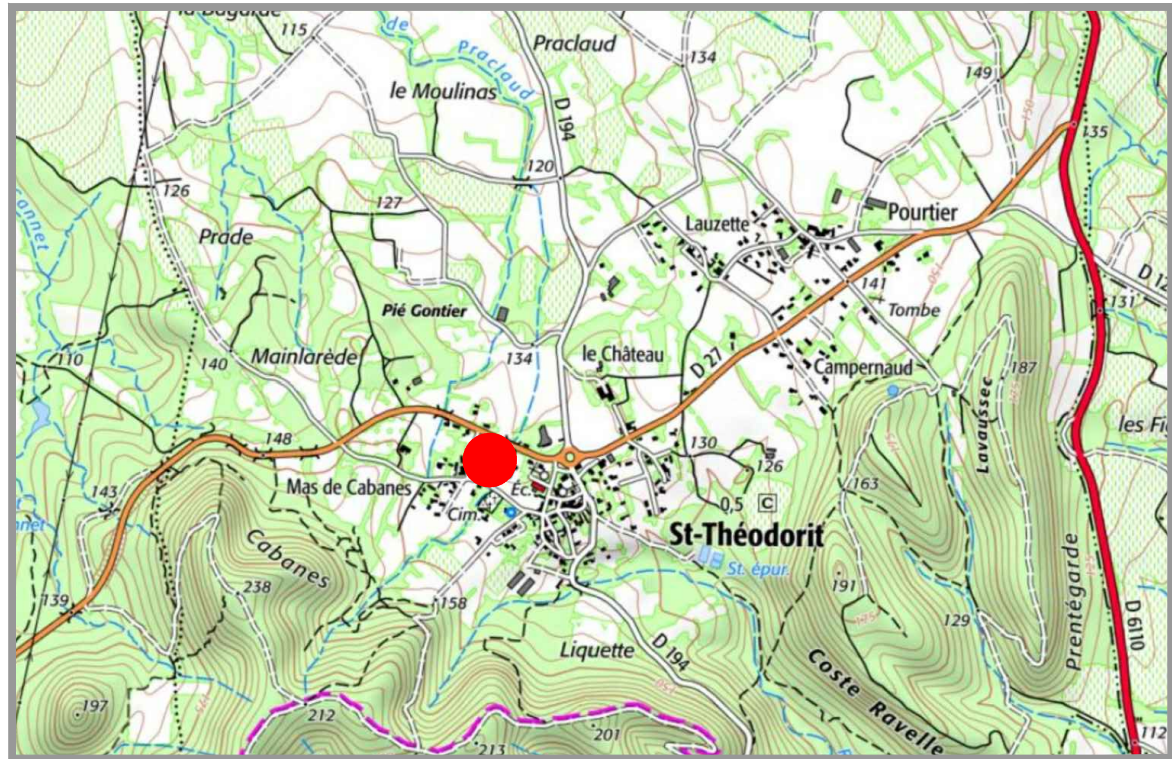 115
de
Praclaud
Praclaud
134
149
le Moulinas
D 194
135
120
126
127
Lauzette
Pourtier
Prade
141
Tombe
131
Pié Gontier
134
le Château
D 27
Campernaud
187
110
Mainlarède
140
Lavaussec
148
130
126
143
Mas de Cabanes
Éc.
Cim.
0,5 C
163
St-Théodorit
St. épur.
Cabanes
238
191
139
158
129
Prentégarde
D 6110
Liquette
D 194
Coste Ravelle
197
212
213
201
112